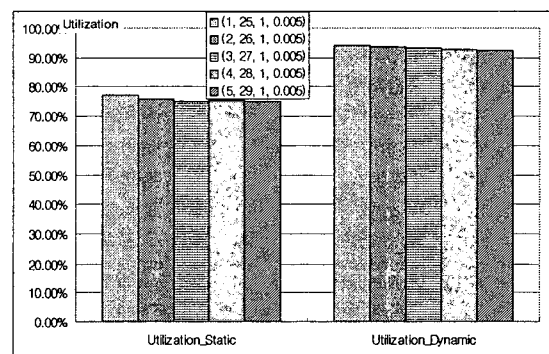 Utilization
(1, 25, 1, 0.005)
(2, 26, 1, 0.005)
(3, 27, 1, 0.005)
(4, 28, 1, 0.005)
(5, 29, 1, 0.005)
100.00%
90.00%
80.00%
70.00%
60.00%
50.00%
40.00%
30.00%
20.00%
10.00%
0.00%
Utilization_Static
Utilization_Dynamic